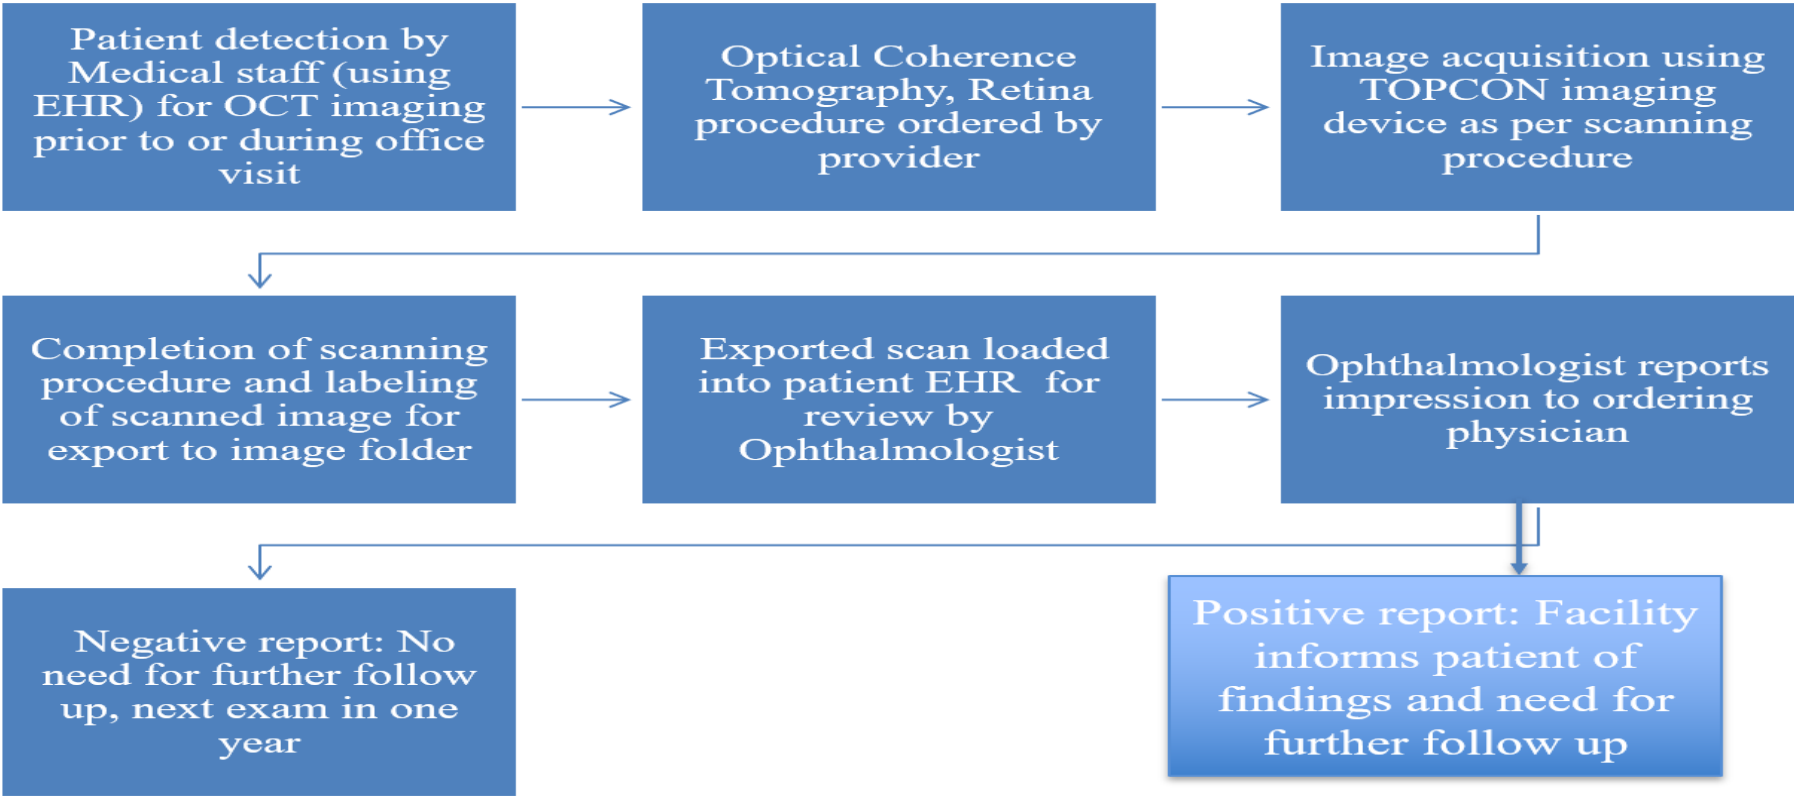 Patient detection by
Medical staff (using
EHR) for OCT imaging
prior to or during office
visit
Optical Coherence
Tomography, Retina
procedure ordered by
provider
Image acquisition using
TOPCON imaging
device as per scanning
procedure
Completion of scanning
procedure and labeling
of scanned image for
export to image folder
Exported scan loaded
into patient EHR for
review by
Ophthalmologist
Ophthalmologist reports
impression to ordering
physician
Negative report: No
need for further follow
up, next exam in one
year
Positive report: Facility
informs patient of
findings and need for
further follow up